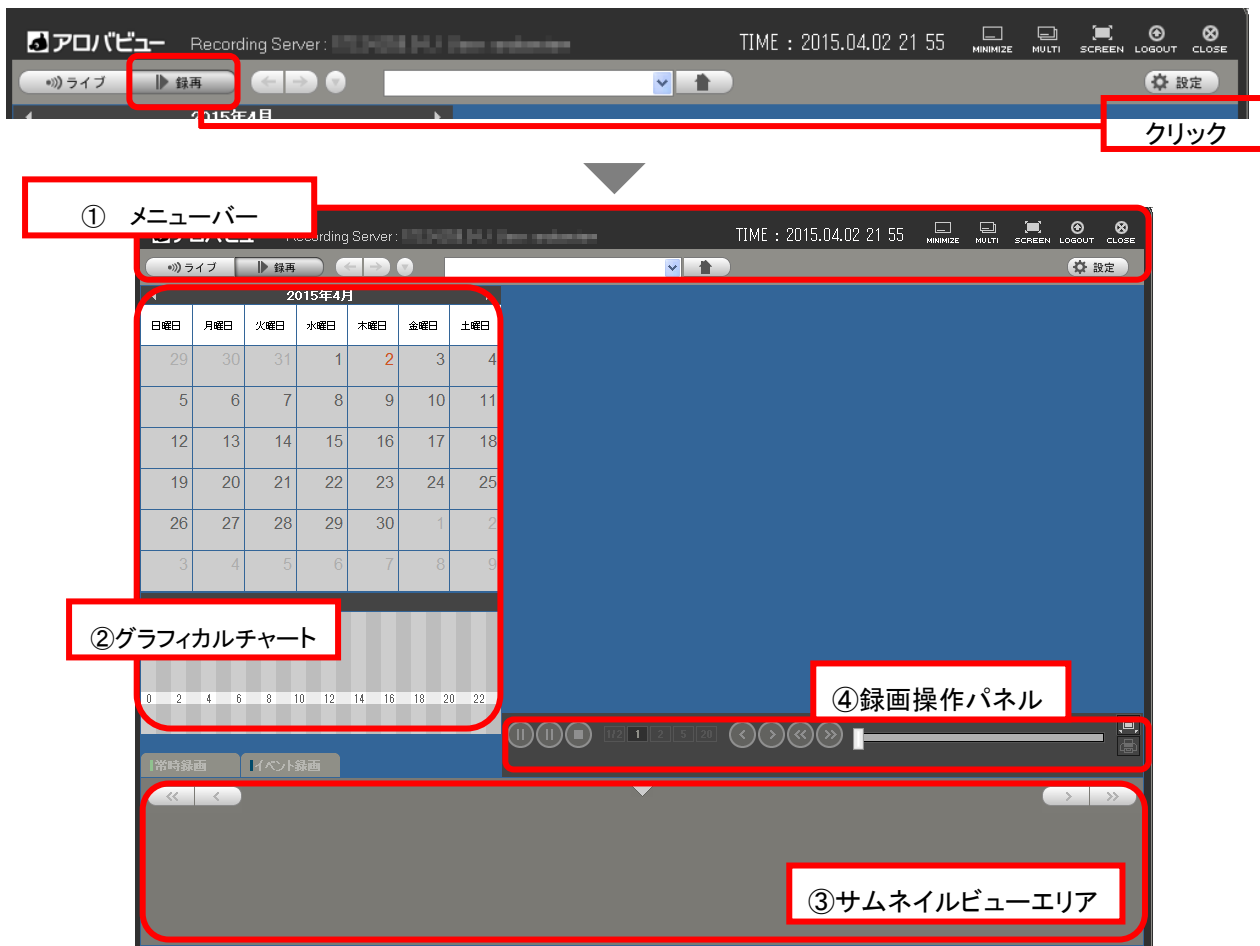 アロバビュー Recording Server : TIME : 2015.04.02 21 55 MINIMIZE MULTI SCREEN LOGOUT CLOSE
ライブ 録再 設定
2015年4月
クリック
① メニューバー
Recording Server : TIME : 2015.04.02 21 55 MINIMIZE MULTI SCREEN LOGOUT CLOSE
ライブ 録再 設定
2015年4月
日曜日 月曜日 火曜日 水曜日 木曜日 金曜日 土曜日
29 30 31 1 2 3 4
5 6 7 8 9 10 11
12 13 14 15 16 17 18
19 20 21 22 23 24 25
26 27 28 29 30 1 2
3 4 5 6 7 8 9
②グラフィカルチャート
0 2 4 6 8 10 12 14 16 18 20 22
④録画操作パネル
1/2 1 2 5 20
常時録画 イベント録画
③サムネイルビューエリア